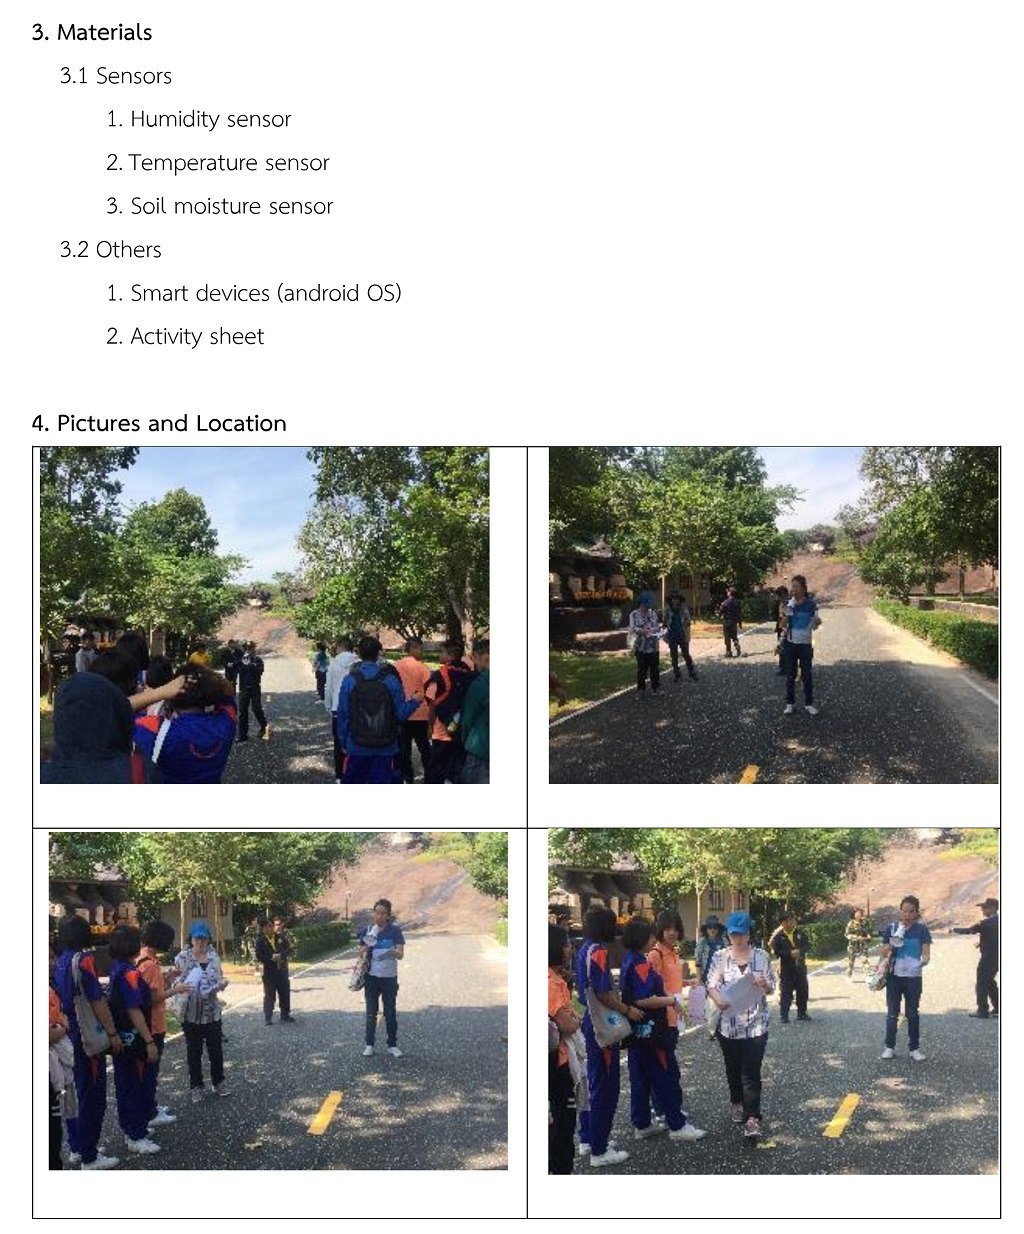 3. Materials
3.1 Sensors
1. Humidity sensor
2. Temperature sensor
3. Soil moisture sensor
3.2 Others
1. Smart devices (android OS)
2. Activity sheet
4. Pictures and Location